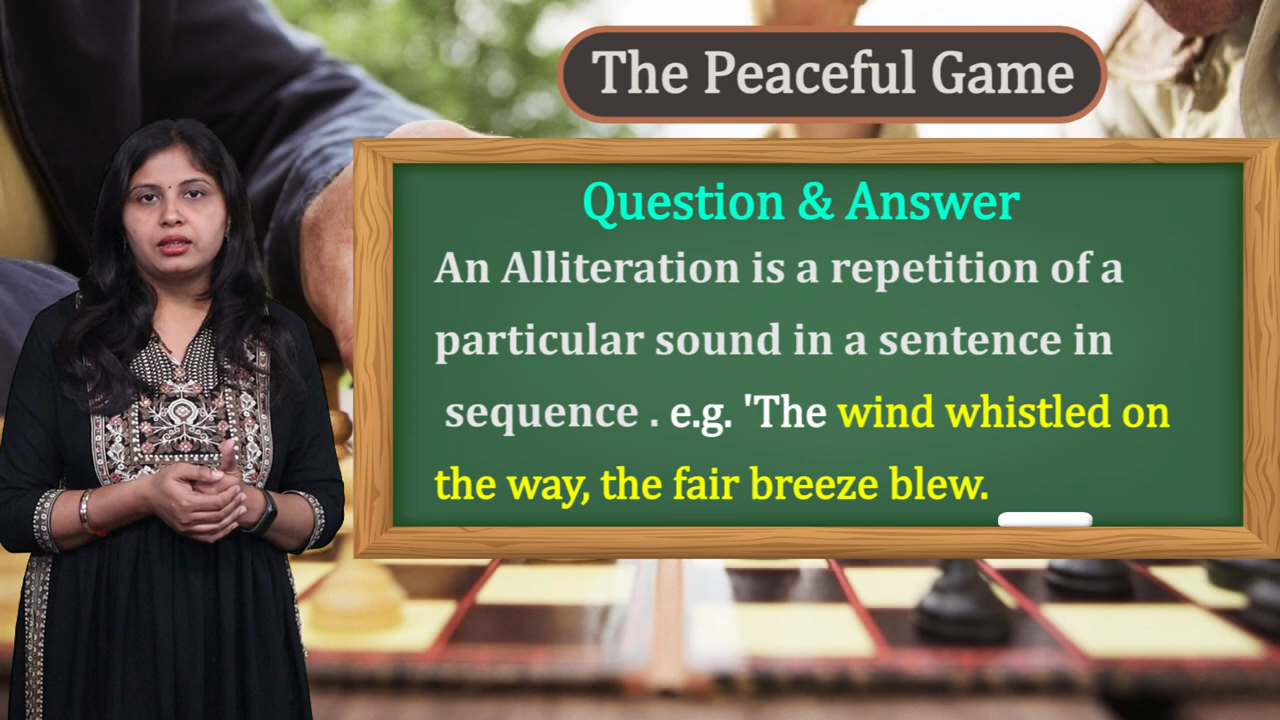 The Peaceful Game
Question & Answer
An Alliteration is a repetition of a
particular sound in a sentence in
sequence . e.g. 'The wind whistled on
the way, the fair breeze blew.